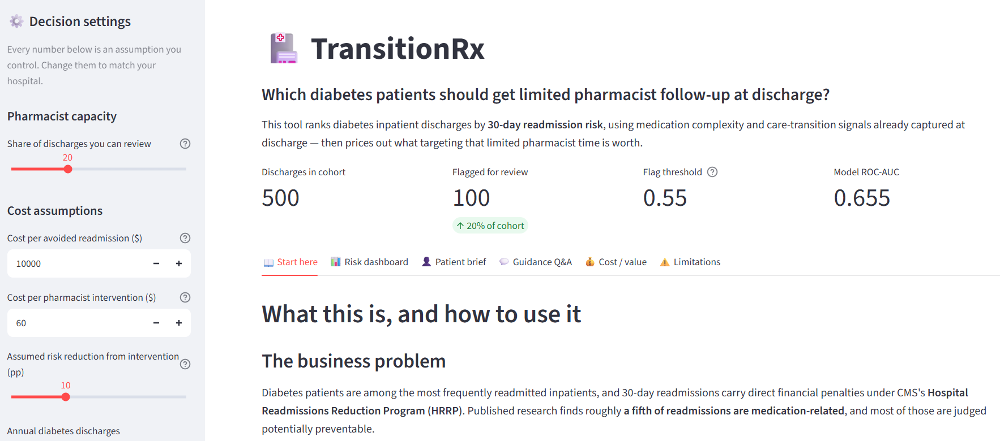 Decision settings
Every number below is an assumption you
control. Change them to match your
hospital.
Pharmacist capacity
Share of discharges you can review
20
Cost assumptions
Cost per avoided readmission ($)
10000
Cost per pharmacist intervention ($)
60
Assumed risk reduction from intervention
(pp)
10
Annual diabetes discharges
TransitionRx
Which diabetes patients should get limited pharmacist follow-up at discharge?
This tool ranks diabetes inpatient discharges by 30-day readmission risk, using medication complexity and care-transition signals already captured at
discharge — then prices out what targeting that limited pharmacist time is worth.
Discharges in cohort
500
Flagged for review
100
↑ 20% of cohort
Flag threshold
0.55
Model ROC-AUC
0.655
Start here Risk dashboard Patient brief Guidance Q&A Cost / value Limitations
What this is, and how to use it
The business problem
Diabetes patients are among the most frequently readmitted inpatients, and 30-day readmissions carry direct financial penalties under CMS's Hospital
Readmissions Reduction Program (HRRP). Published research finds roughly a fifth of readmissions are medication-related, and most of those are judged
potentially preventable.